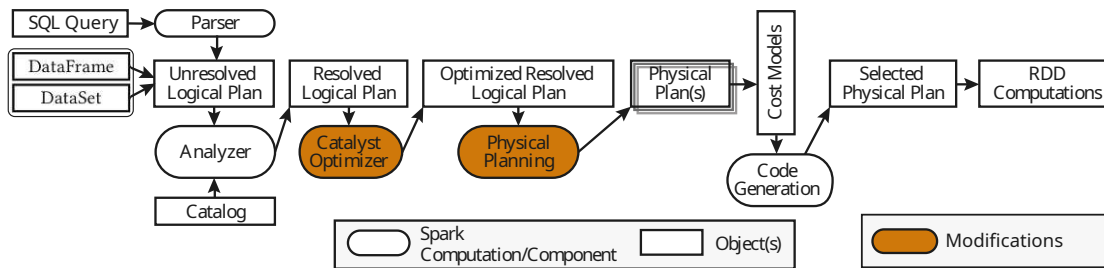 SQL Query
Parser
DataFrame
DataSet
Unresolved
Logical Plan
Resolved
Logical Plan
Optimized Resolved
Logical Plan
Physical
Plan(s)
Cost Models
Selected
Physical Plan
RDD
Computations
Analyzer
Catalyst
Optimizer
Physical
Planning
Code
Generation
Catalog
Spark
Computation/Component
Object(s)
Modifications